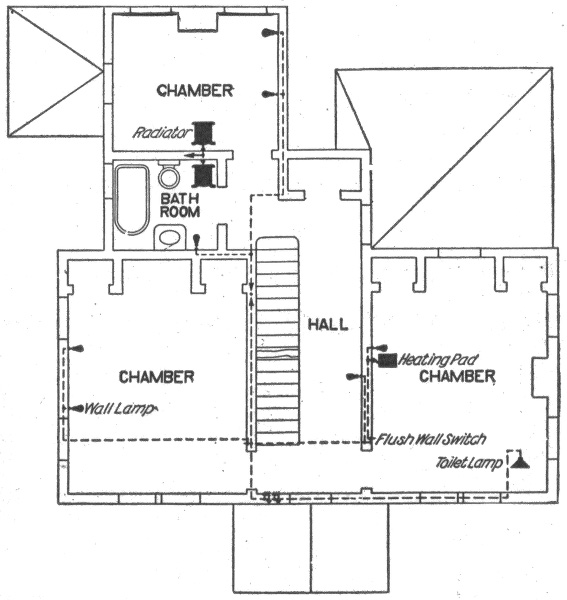 CHAMBER
Radiator
BATH
ROOM
HALL
CHAMBER
Wall Lamp
Heating Pad
CHAMBER
Flush Wall Switch
Toilet Lamp